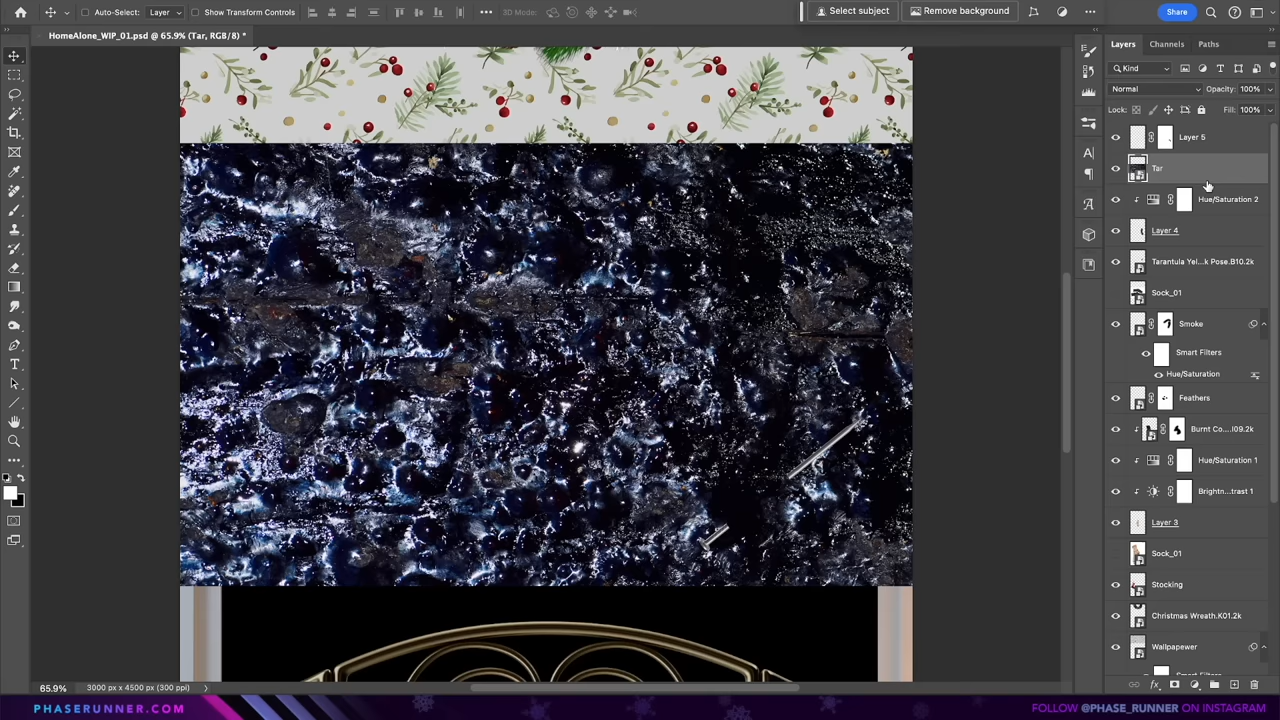 Auto-Select:
Layer
Show Transform Controls
3D Mode:
Select subject
Remove background
Share
HomeAlone_WIP_01.psd @ 65.9% (Tar, RGB/8) *
Layers
Channels
Paths
Kind
Normal
Opacity: 100%
Lock:
Fill: 100%
Layer 5
Tar
Hue/Saturation 2
Layer 4
Tarantula Yel...k Pose.B10.2k
Sock_01
Smoke
Smart Filters
Hue/Saturation
Feathers
Burnt Co....I09.2k
Hue/Saturation 1
Brightn...trast 1
Layer 3
Sock_01
Stocking
Christmas Wreath.K01.2k
Wallpapewer
65.9%
3000 px x 4500 px (300 ppi)
PHASERUNNER.COM
FOLLOW @PHASE_RUNNER ON INSTAGRAM